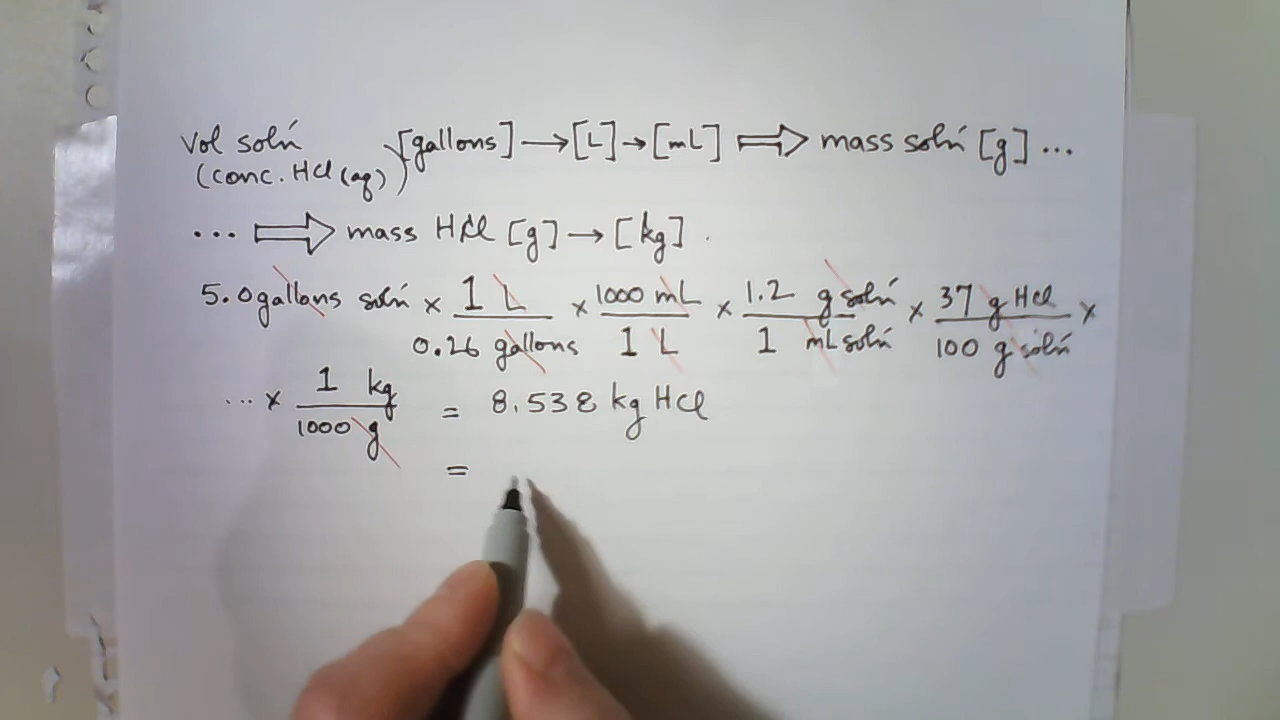 vol soln [gallons] → [L] → [mL] ⇒ mass soln [g] ...
(conc. HCl (aq))
... ⇒ mass HCl [g] → [kg] .
5.0 gallons soln × 1 L / 0.26 gallons × 1000 mL / 1 L × 1.2 g soln / 1 mL soln × 37 g HCl / 100 g soln ×
... × 1 kg / 1000 g = 8.538 kg HCl
=